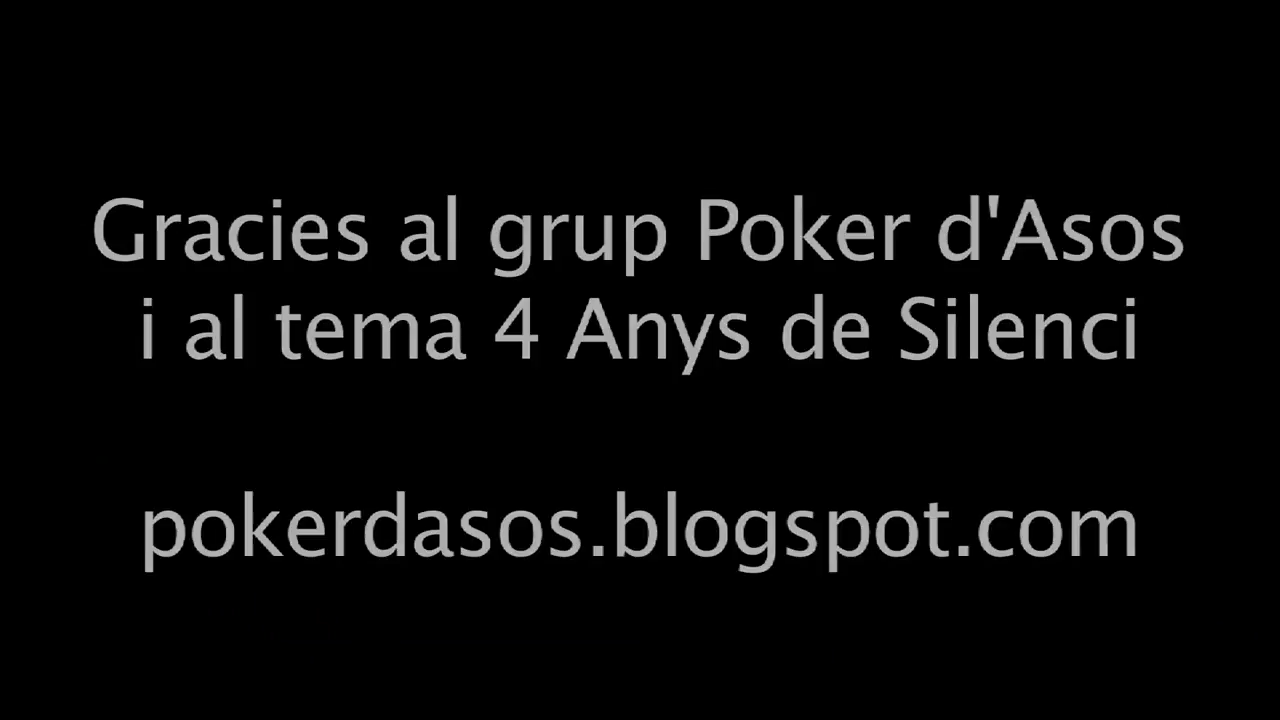 Gracies al grup Poker d'Asos
i al tema 4 Anys de Silenci
pokerdasos.blogspot.com